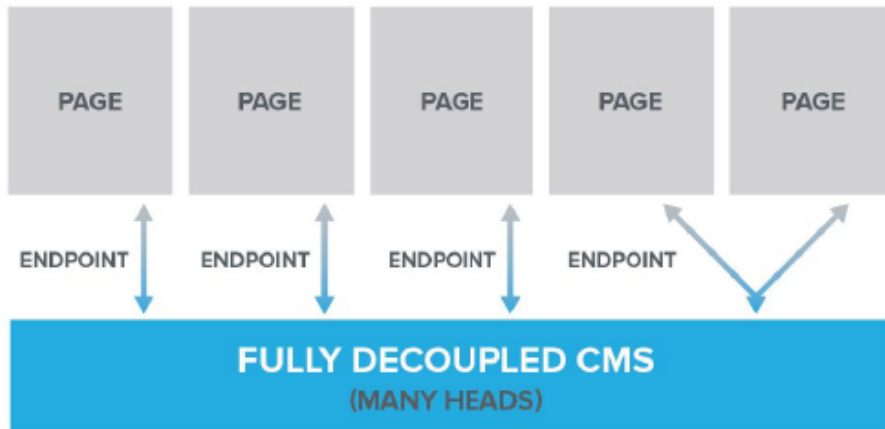 PAGE
PAGE
PAGE
PAGE
PAGE
ENDPOINT
ENDPOINT
ENDPOINT
ENDPOINT
FULLY DECOUPLED CMS
(MANY HEADS)